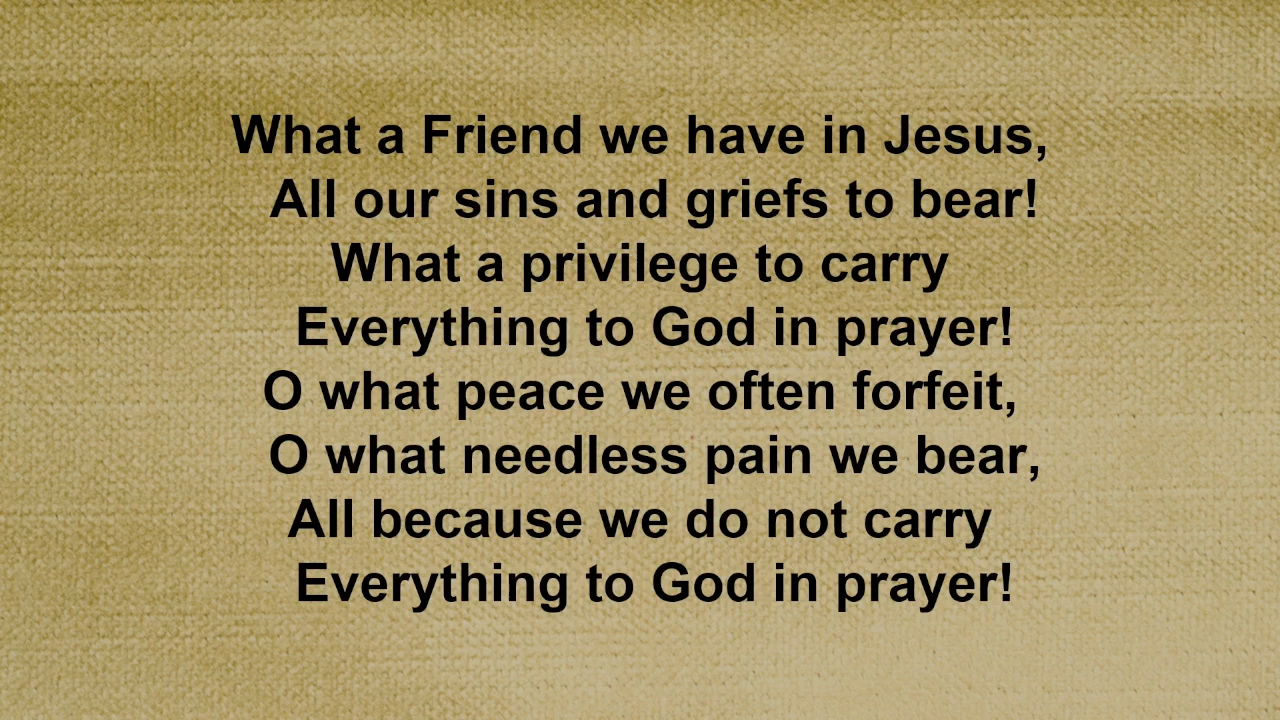 What a Friend we have in Jesus,
All our sins and griefs to bear!
What a privilege to carry
Everything to God in prayer!
O what peace we often forfeit,
O what needless pain we bear,
All because we do not carry
Everything to God in prayer!